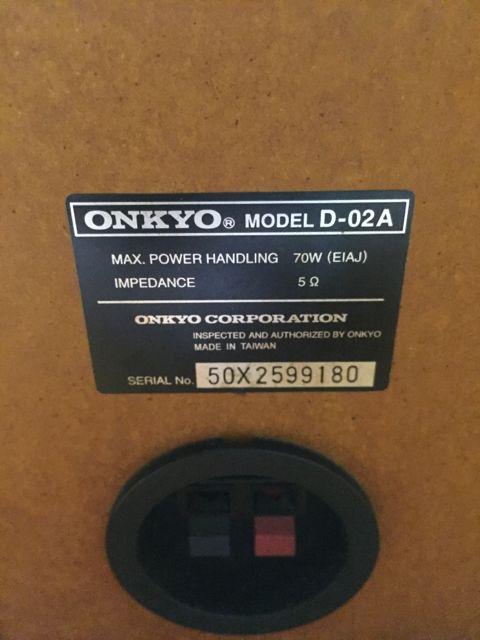 ONKYO® MODEL D-02A
MAX. POWER HANDLING 70W (EIAJ)
IMPEDANCE 5 Ω
ONKYO CORPORATION
INSPECTED AND AUTHORIZED BY ONKYO
MADE IN TAIWAN
SERIAL No. 50X2599180